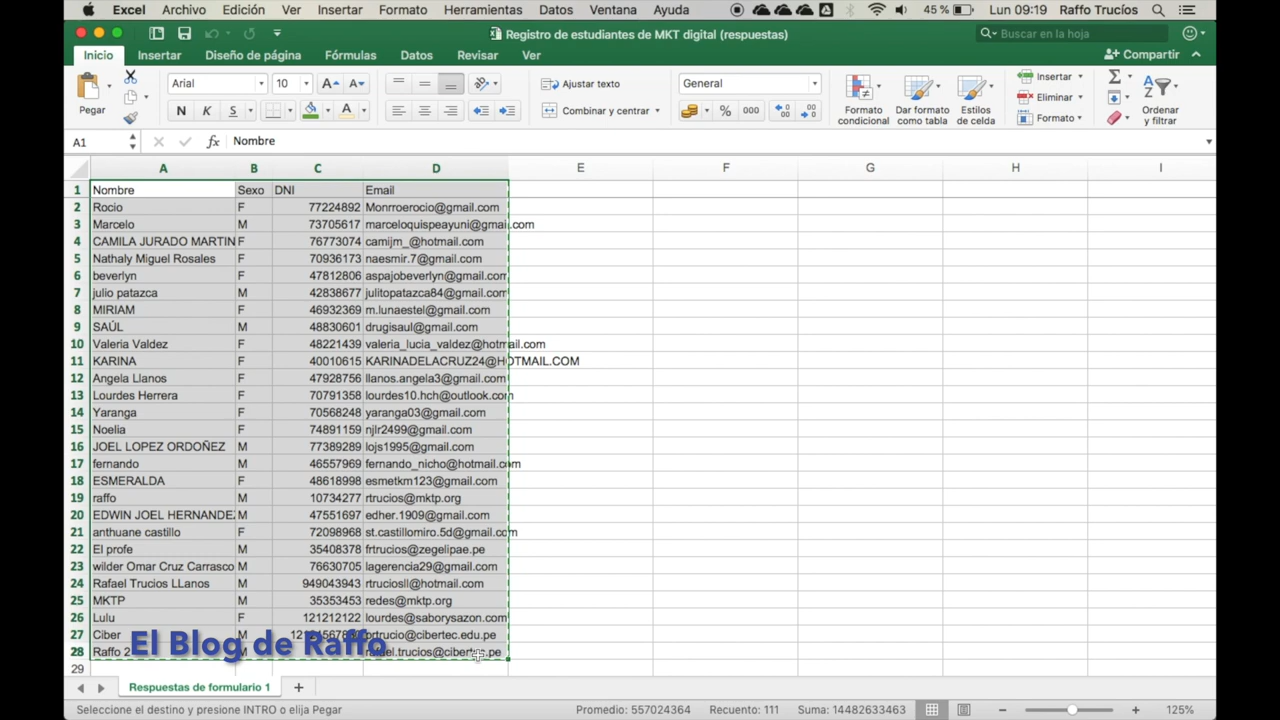 Excel Archivo Edición Ver Insertar Formato Herramientas Datos Ventana Ayuda 45 % Lun 09:19 Raffo Trucíos
Registro de estudiantes de MKT digital (respuestas) Buscar en la hoja
Inicio Insertar Diseño de página Fórmulas Datos Revisar Ver Compartir
Pegar Arial 10 A A Ajustar texto General Formato condicional Dar formato como tabla Estilos de celda Insertar Eliminar Formato Ordenar y filtrar
N K S A Combinar y centrar % 000
A1 fx Nombre
A B C D E F G H I
1 Nombre Sexo DNI Email
2 Rocio F 77224892 Monrroerocio@gmail.com
3 Marcelo M 73705617 marceloquispeayuni@gmail.com
4 CAMILA JURADO MARTIN F 76773074 camijm_@hotmail.com
5 Nathaly Miguel Rosales F 70936173 naesmir.7@gmail.com
6 beverlyn F 47812806 aspajobeverlyn@gmail.com
7 julio patazca M 42838677 julitopatazca84@gmail.com
8 MIRIAM F 46932369 m.lunaestel@gmail.com
9 SAÚL M 48830601 drugisaul@gmail.com
10 Valeria Valdez F 48221439 valeria_lucia_valdez@hotmail.com
11 KARINA F 40010615 KARINADELACRUZ24@HOTMAIL.COM
12 Angela Llanos F 47928756 llanos.angela3@gmail.com
13 Lourdes Herrera F 70791358 lourdes10.hch@outlook.com
14 Yaranga F 70568248 yaranga03@gmail.com
15 Noelia F 74891159 njlr2499@gmail.com
16 JOEL LOPEZ ORDOÑEZ M 77389289 lojs1995@gmail.com
17 fernando M 46557969 fernando_nicho@hotmail.com
18 ESMERALDA F 48618998 esmetkm123@gmail.com
19 raffo M 10734277 rtrucios@mktp.org
20 EDWIN JOEL HERNANDEZ M 47551697 edher.1909@gmail.com
21 anthuane castillo F 72098968 st.castillomiro.5d@gmail.com
22 El profe M 35408378 frtrucios@zegelipae.pe
23 wilder Omar Cruz Carrasco M 76630705 lagerencia29@gmail.com
24 Rafael Trucios LLanos M 949043943 rtruciosll@hotmail.com
25 MKTP M 35353453 redes@mktp.org
26 Lulu F 121212122 lourdes@saborysazon.com
27 Ciber M prtrucio@cibertec.edu.pe
28 Raffo 2 M rafael.trucios@cibertec.pe
El Blog de Raffo
29
Respuestas de formulario 1
Seleccione el destino y presione INTRO o elija Pegar Promedio: 557024364 Recuento: 111 Suma: 14482633463 125%